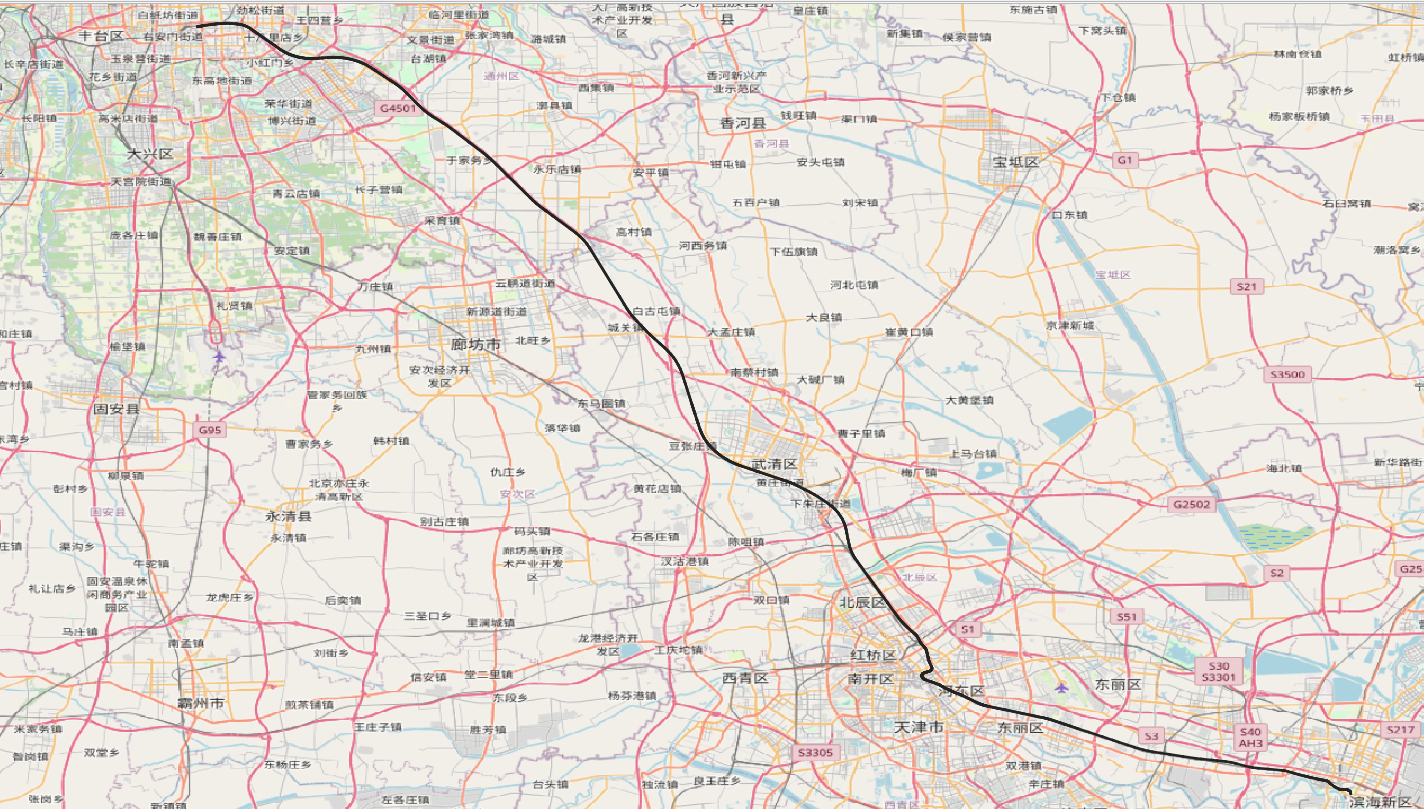 白纸坊街道
劲松街道
王四营乡
临河里街道
丰台区
右安门街道
十八里店乡
文景街道
张家湾镇
潞城镇
大厂高新技
术产业开发
区
县
皇庄镇
新集镇
侯家营镇
东施古镇
下窝头镇
林南仓镇
虹桥镇
长辛店街道
玉泉营街道
小红门乡
台湖镇
花乡街道
东高地街道
通州区
西集镇
香河新兴产
业示范区
郭家桥乡
长阳镇
高米店街道
荣华街道
博兴街道
G4501
漷县镇
香河县
钱旺镇
渠口镇
下仓镇
杨家板桥镇
玉田县
大兴区
于家务乡
永乐店镇
安平镇
香河县
钳屯镇
安头屯镇
宝坻区
G1
天宫院街道
青云店镇
长子营镇
采育镇
五百户镇
刘宋镇
口东镇
石臼窝镇
庞各庄镇
魏善庄镇
安定镇
高村镇
河西务镇
下伍旗镇
潮洛窝乡
万庄镇
云鹏道街道
河北屯镇
宝坻区
S21
礼贤镇
新源道街道
白古屯镇
城关镇
大孟庄镇
大良镇
崔黄口镇
京津新城
榆垡镇
九州镇
廊坊市
北旺乡
安次经济开
发区
南蔡村镇
大碱厂镇
S3500
宫村镇
固安县
管家务回族
乡
东马圈镇
大黄堡镇
G95
曹家务乡
韩村镇
落垡镇
豆张庄镇
曹子里镇
上马台镇
柳泉镇
彭村乡
北京亦庄永
清高新区
仇庄乡
安次区
武清区
黄庄街道
梅厂镇
海北镇
新华路街
固安县
永清县
永清镇
别古庄镇
码头镇
黄花店镇
下朱庄街道
G2502
渠沟乡
牛驼镇
廊坊高新技
术产业开发
区
石各庄镇
陈咀镇
汊沽港镇
北辰区
S2
G25
礼让店乡
固安温泉休
闲商务产业
园区
龙虎庄乡
后奕镇
三圣口乡
里澜城镇
双口镇
北辰区
S51
S1
马庄镇
南孟镇
刘街乡
龙港经济开
发区
王庆坨镇
红桥区
S30
S3301
信安镇
堂二里镇
西青区
南开区
河东区
东丽区
霸州市
煎茶铺镇
东段乡
杨芬港镇
米家务镇
王庄子镇
胜芳镇
天津市
东丽区
S3
S40
AH3
S217
智岗镇
双堂乡
东杨庄乡
S3305
双港镇
辛庄镇
台头镇
独流镇
良王庄乡
张岗乡
新镇镇
左各庄镇
西青区
滨海新区